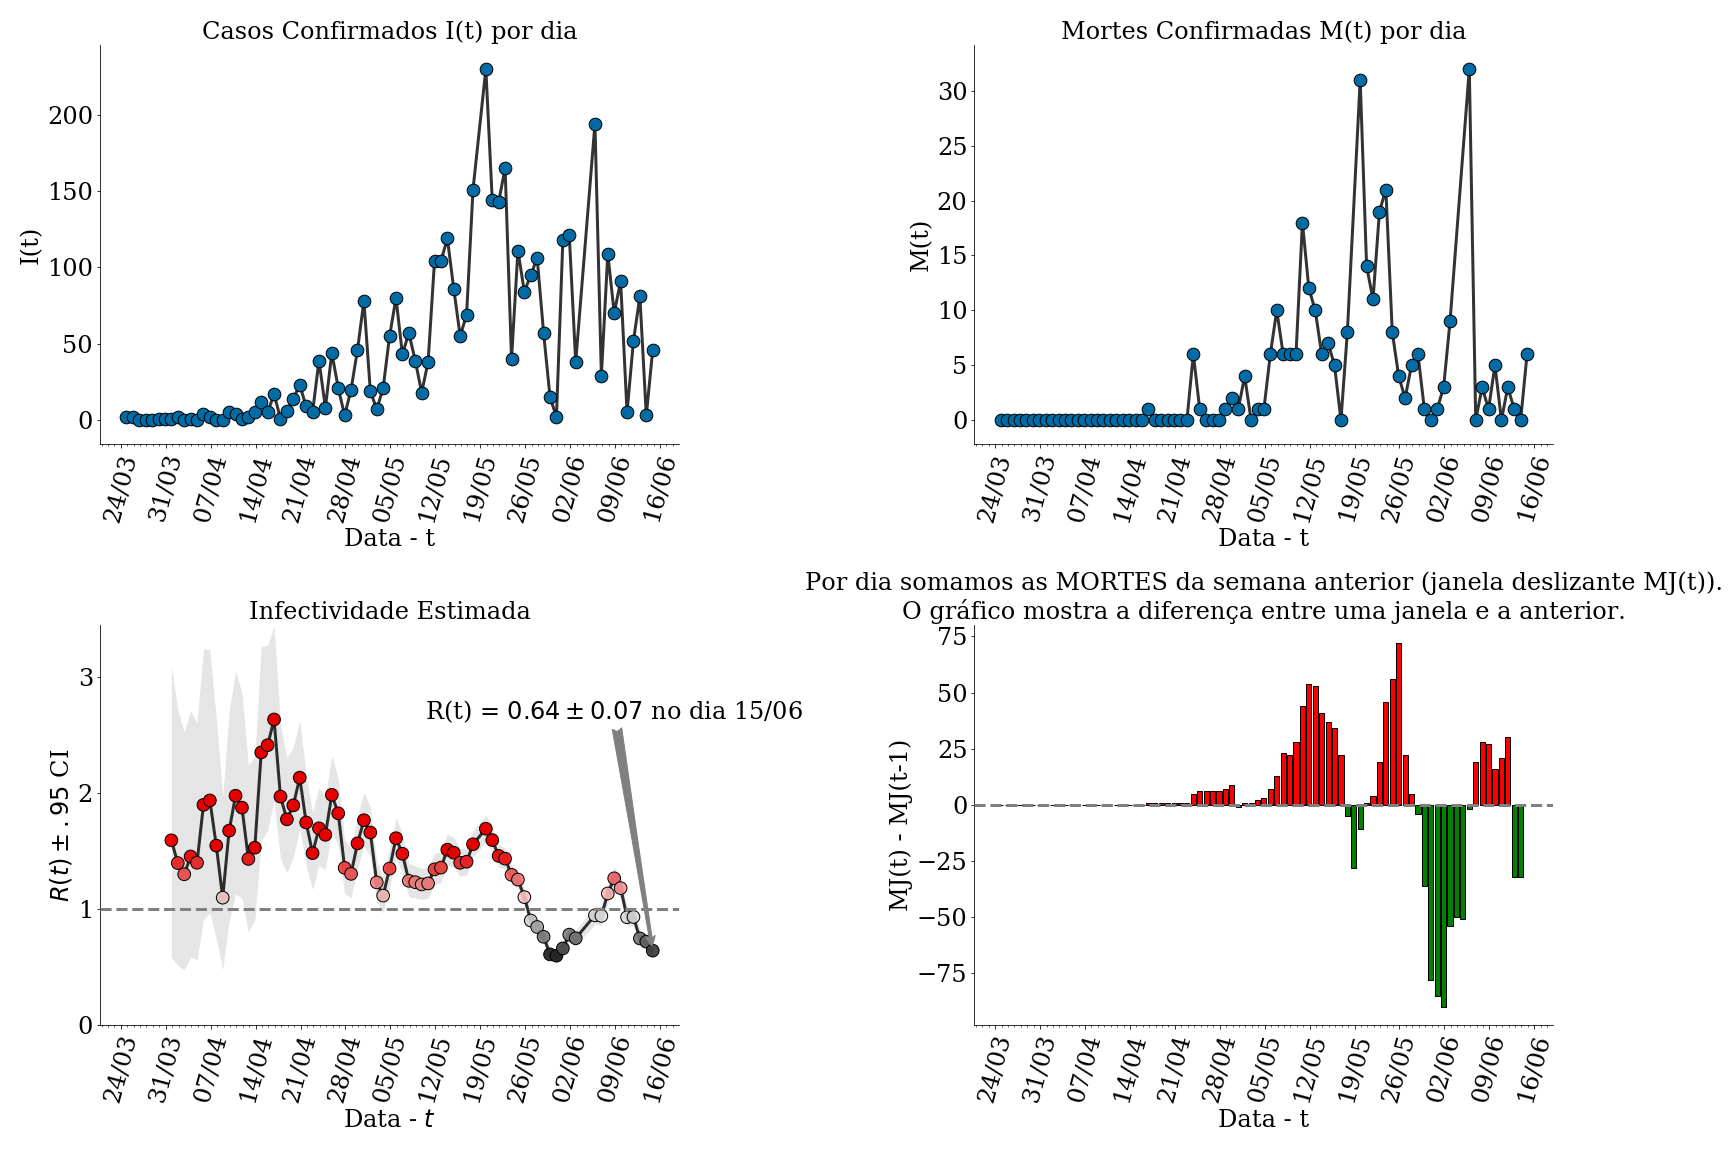 Casos Confirmados I(t) por dia
I(t)
200
150
100
50
0
24/03 31/03 07/04 14/04 21/04 28/04 05/05 12/05 19/05 26/05 02/06 09/06 16/06
Data - t
Mortes Confirmadas M(t) por dia
M(t)
30
25
20
15
10
5
0
24/03 31/03 07/04 14/04 21/04 28/04 05/05 12/05 19/05 26/05 02/06 09/06 16/06
Data - t
Infectividade Estimada
R(t) ± .95 CI
3
2
1
0
R(t) = 0.64 ± 0.07 no dia 15/06
24/03 31/03 07/04 14/04 21/04 28/04 05/05 12/05 19/05 26/05 02/06 09/06 16/06
Data - t
Por dia somamos as MORTES da semana anterior (janela deslizante MJ(t)).
O gráfico mostra a diferença entre uma janela e a anterior.
MJ(t) - MJ(t-1)
75
50
25
0
−25
−50
−75
24/03 31/03 07/04 14/04 21/04 28/04 05/05 12/05 19/05 26/05 02/06 09/06 16/06
Data - t